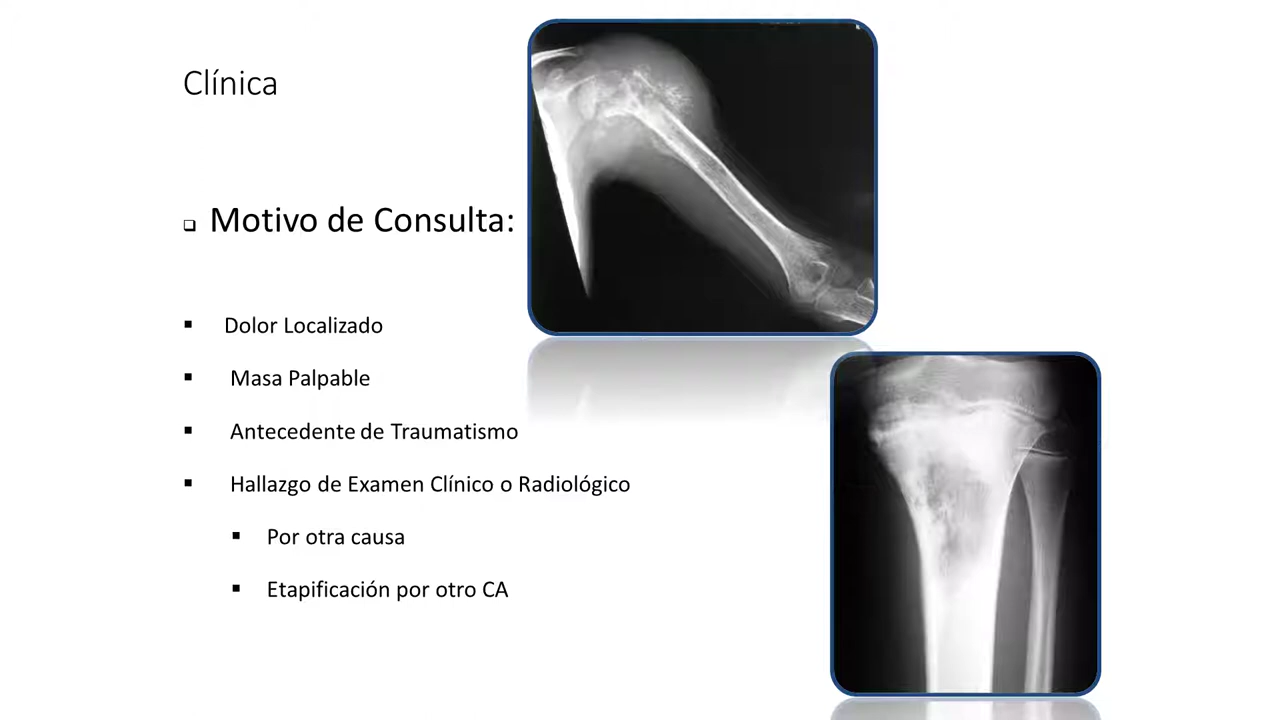 Clínica
Motivo de Consulta:
Dolor Localizado
Masa Palpable
Antecedente de Traumatismo
Hallazgo de Examen Clínico o Radiológico
Por otra causa
Etapificación por otro CA